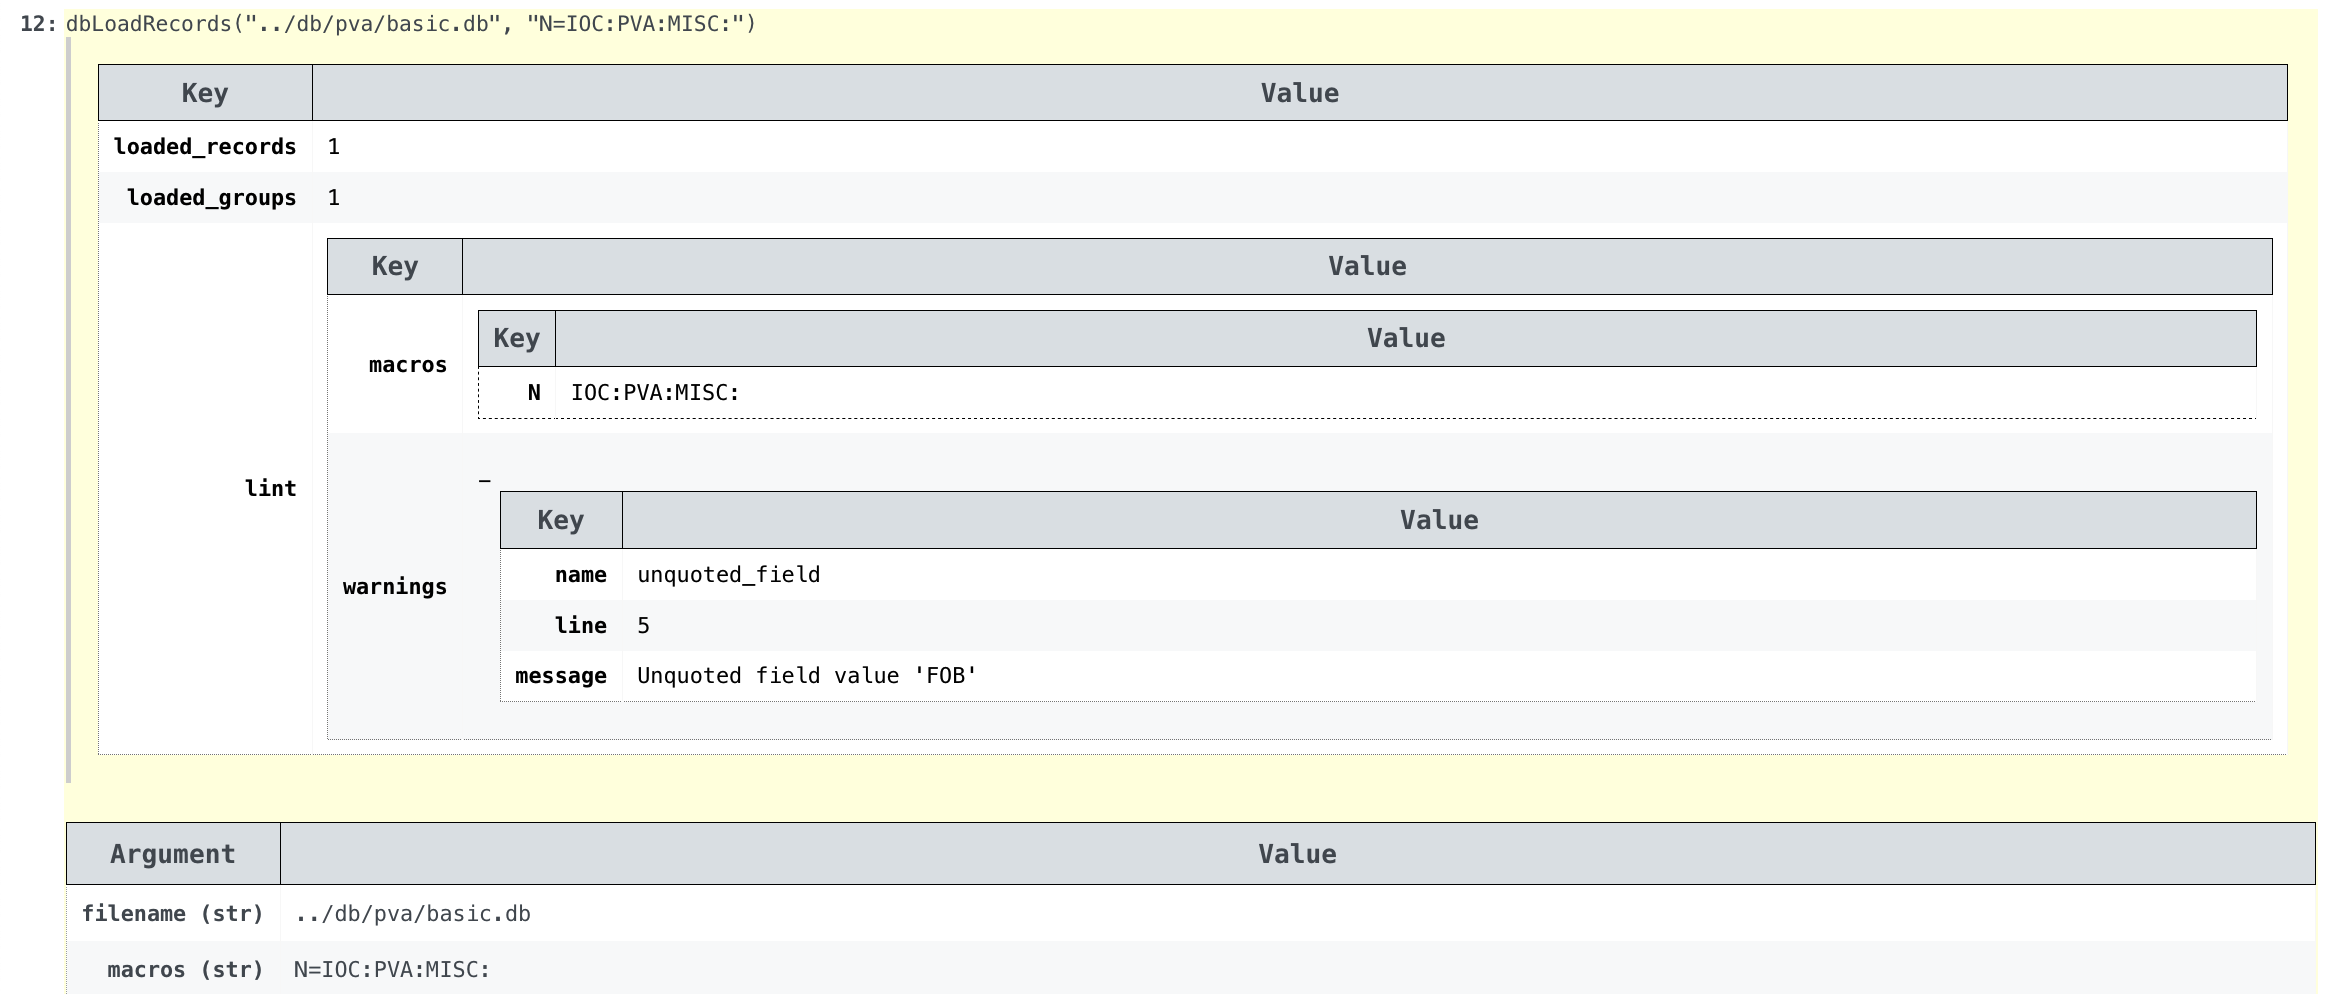 12: dbLoadRecords("../db/pva/basic.db", "N=IOC:PVA:MISC:")
Key Value
loaded_records 1
loaded_groups 1
lint
Key Value
macros
Key Value
N IOC:PVA:MISC:
warnings
–
Key Value
name unquoted_field
line 5
message Unquoted field value 'FOB'
Argument Value
filename (str) ../db/pva/basic.db
macros (str) N=IOC:PVA:MISC: